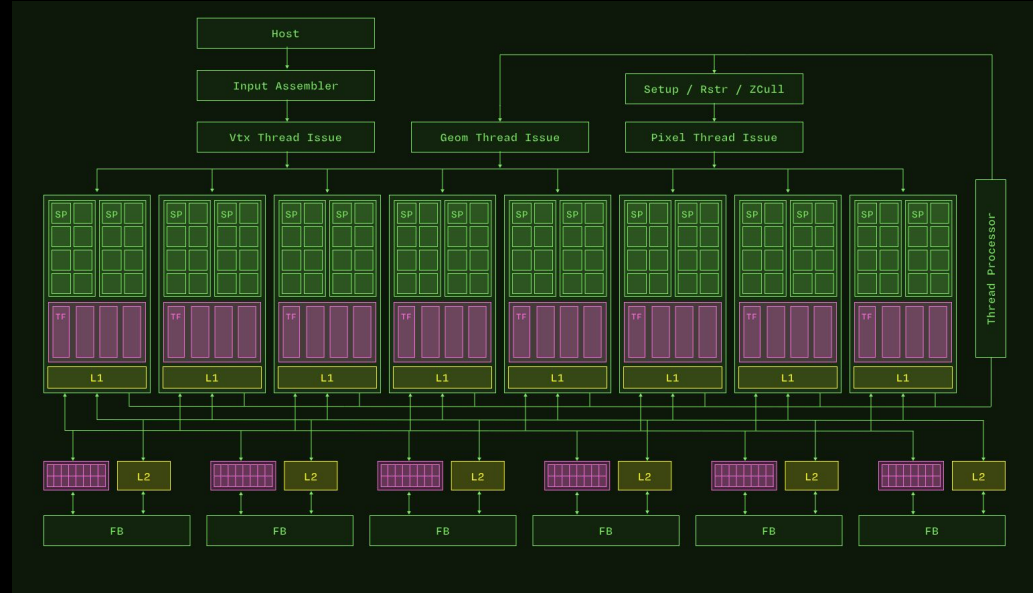 Host
Input Assembler
Setup / Rstr / ZCull
Vtx Thread Issue
Geom Thread Issue
Pixel Thread Issue
Thread Processor
SP SP SP SP SP SP SP SP SP SP SP SP SP SP SP SP
TF TF TF TF TF TF TF TF
L1 L1 L1 L1 L1 L1 L1 L1
L2 L2 L2 L2 L2 L2
FB FB FB FB FB FB